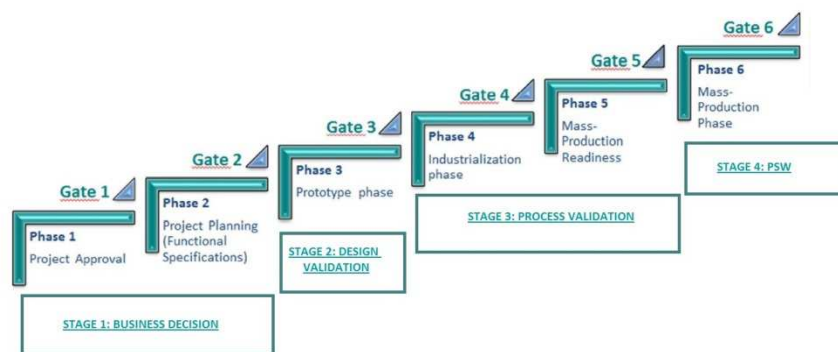 Gate 1
Phase 1
Project Approval
Gate 2
Phase 2
Project Planning
(Functional
Specifications)
STAGE 1: BUSINESS DECISION
Gate 3
Phase 3
Prototype phase
STAGE 2: DESIGN
VALIDATION
Gate 4
Phase 4
Industrialization
phase
Gate 5
Phase 5
Mass-
Production
Readiness
STAGE 3: PROCESS VALIDATION
Gate 6
Phase 6
Mass-
Production
Phase
STAGE 4: PSW